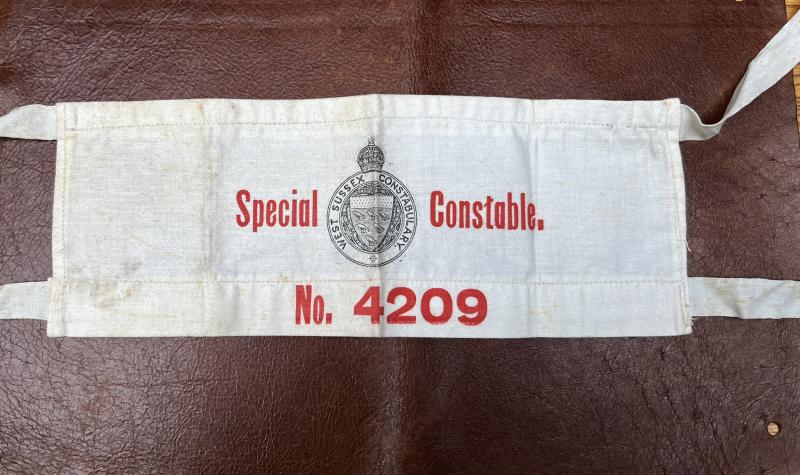 Special WEST SUSSEX CONSTABULARY. Constable.
No. 4209